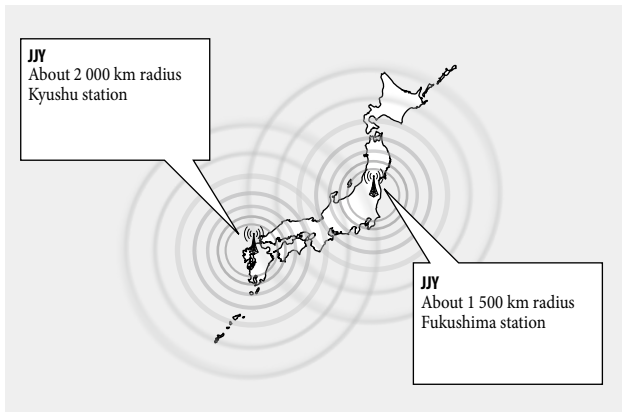 JJY
About 2 000 km radius
Kyushu station
JJY
About 1 500 km radius
Fukushima station